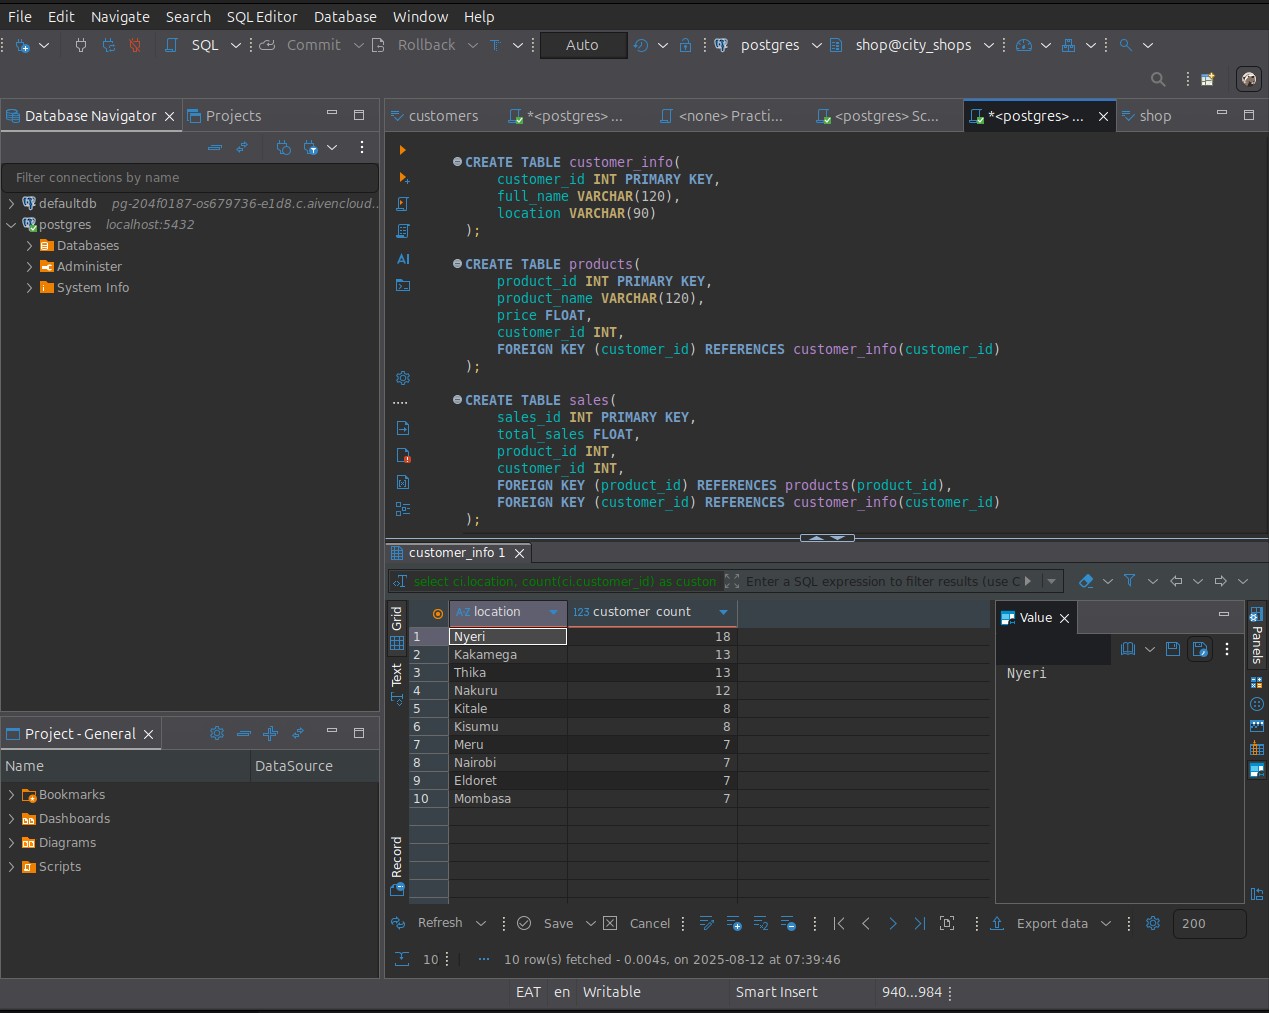 File Edit Navigate Search SQL Editor Database Window Help
SQL Commit Rollback T Auto postgres shop@city_shops
Database Navigator Projects
Filter connections by name
defaultdb pg-204f0187-os679736-e1d8.c.aivencloud...
postgres localhost:5432
Databases
Administer
System Info
Project - General
Name DataSource
Bookmarks
Dashboards
Diagrams
Scripts
customers *<postgres> ... <none> Practi... <postgres> Sc... *<postgres> ... shop
CREATE TABLE customer_info(
customer_id INT PRIMARY KEY,
full_name VARCHAR(120),
location VARCHAR(90)
);
CREATE TABLE products(
product_id INT PRIMARY KEY,
product_name VARCHAR(120),
price FLOAT,
customer_id INT,
FOREIGN KEY (customer_id) REFERENCES customer_info(customer_id)
);
CREATE TABLE sales(
sales_id INT PRIMARY KEY,
total_sales FLOAT,
product_id INT,
customer_id INT,
FOREIGN KEY (product_id) REFERENCES products(product_id),
FOREIGN KEY (customer_id) REFERENCES customer_info(customer_id)
);
AI
customer_info 1
select ci.location, count(ci.customer_id) as custom Enter a SQL expression to filter results (use C
Grid
Text
Record
A-Z location 123 customer_count
1 Nyeri 18
2 Kakamega 13
3 Thika 13
4 Nakuru 12
5 Kitale 8
6 Kisumu 8
7 Meru 7
8 Nairobi 7
9 Eldoret 7
10 Mombasa 7
Value
Nyeri
Panels
Refresh Save Cancel Export data 200
10 ... 10 row(s) fetched - 0.004s, on 2025-08-12 at 07:39:46
EAT en Writable Smart Insert 940...984